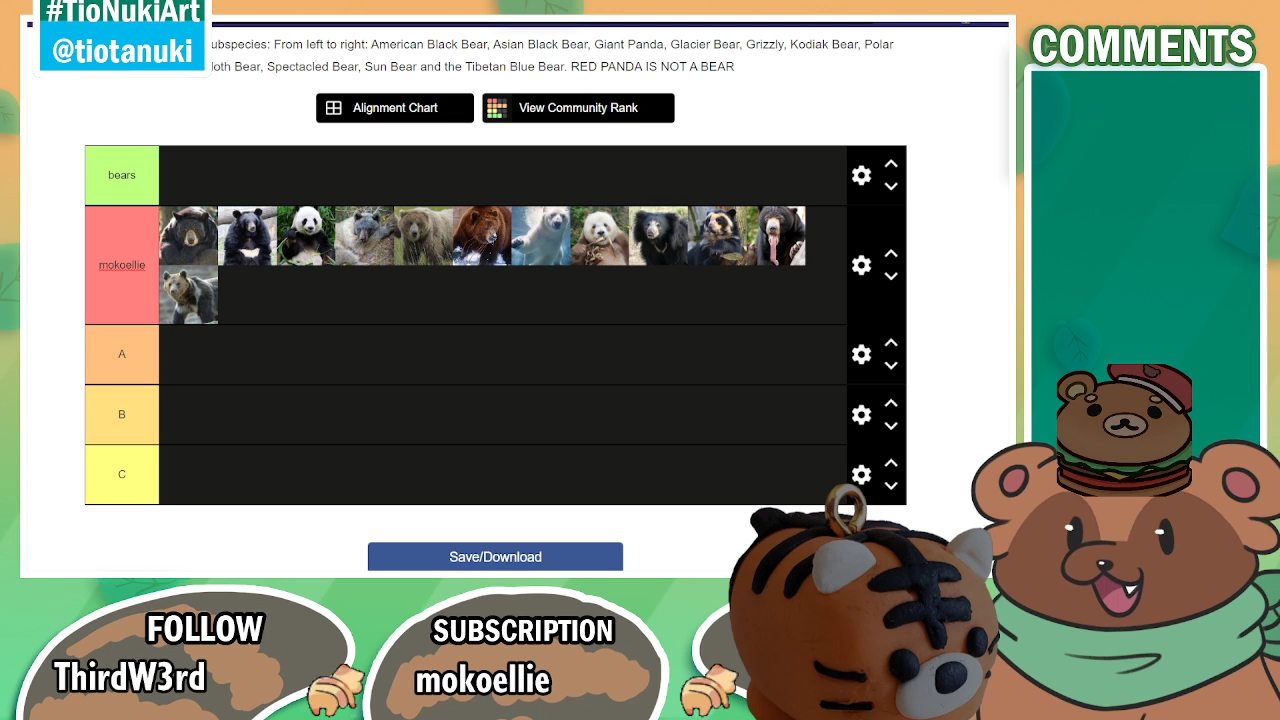 #TioNukiArt
@tiotanuki
ubspecies: From left to right: American Black Bear, Asian Black Bear, Giant Panda, Glacier Bear, Grizzly, Kodiak Bear, Polar
loth Bear, Spectacled Bear, Sun Bear and the Tibetan Blue Bear. RED PANDA IS NOT A BEAR
COMMENTS
Alignment Chart
View Community Rank
bears
mokoellie
A
B
C
Save/Download
FOLLOW
ThirdW3rd
SUBSCRIPTION
mokoellie